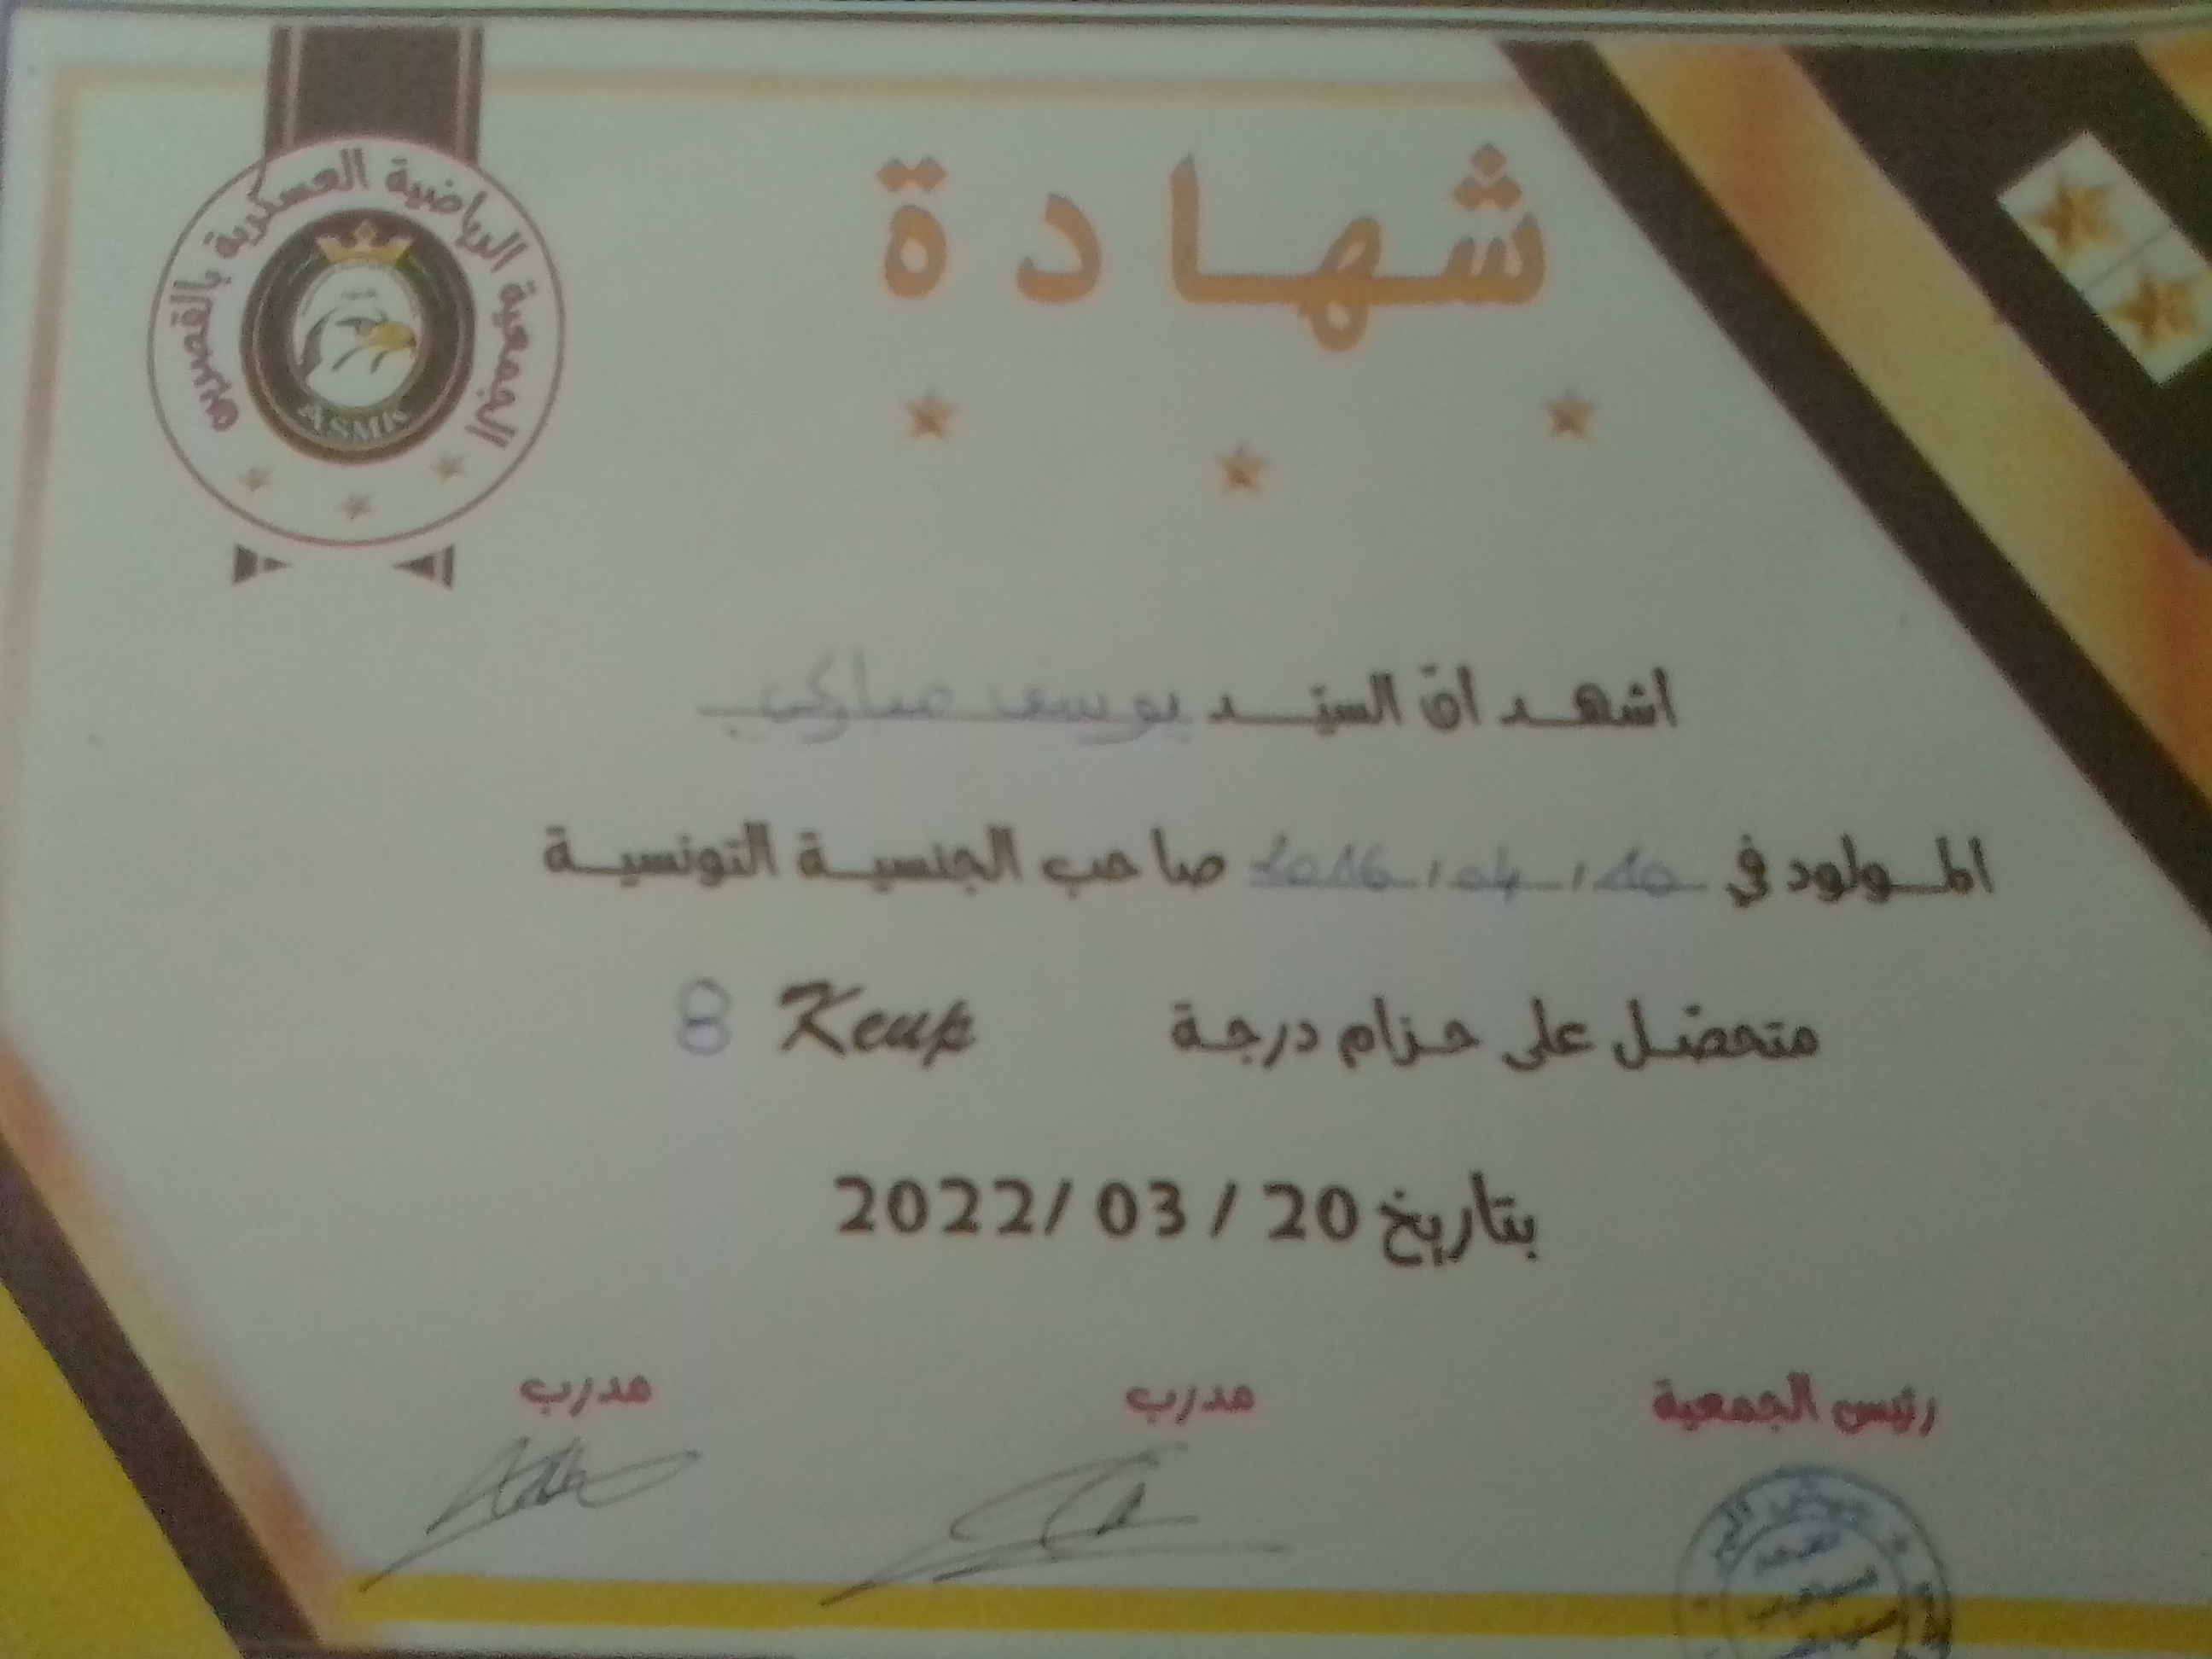 الجمعية الرياضية العسكرية بالقصرين
ASMK
شهادة
اشهد ان السيد يوسف مباركي
المولود في 10 / 04 / 2016 صاحب الجنسية التونسية
متحصل على حزام درجة Keup 8
بتاريخ 20 / 03 / 2022
رئيس الجمعية
مدرب
مدرب